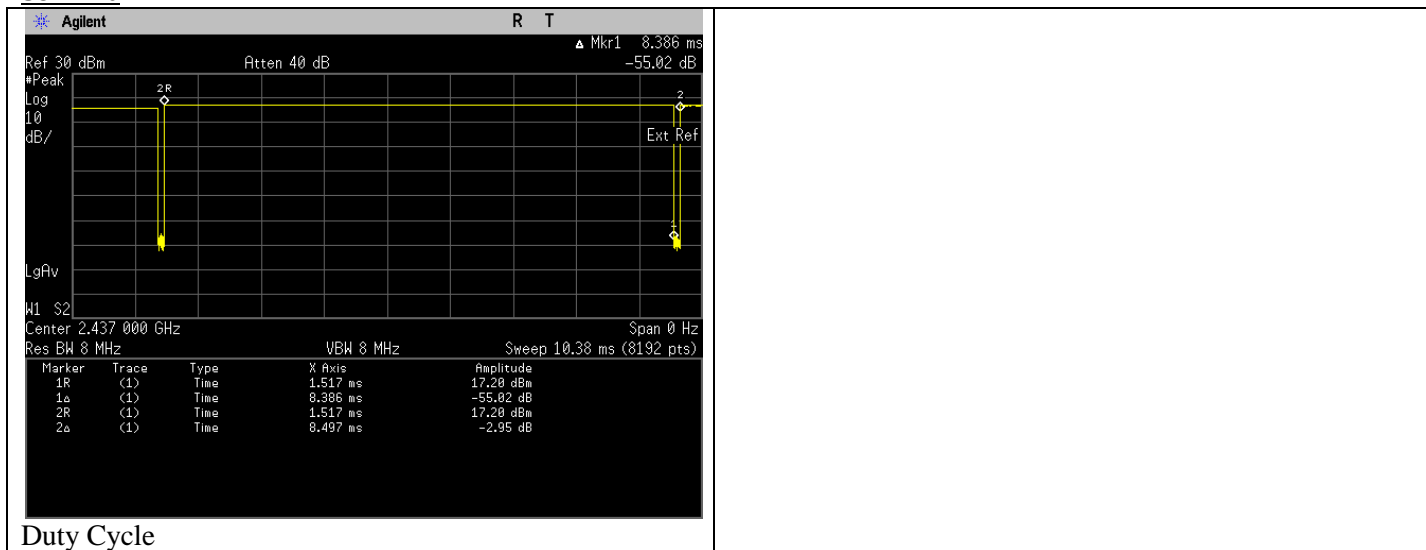 Agilent R T
Δ Mkr1 8.386 ms
Ref 30 dBm Atten 40 dB -55.02 dB
#Peak
Log
10
dB/
2R
2
Ext Ref
1
LgAv
W1 S2
Center 2.437 000 GHz Span 0 Hz
Res BW 8 MHz VBW 8 MHz Sweep 10.38 ms (8192 pts)
Marker Trace Type X Axis Amplitude
1R (1) Time 1.517 ms 17.20 dBm
1Δ (1) Time 8.386 ms -55.02 dB
2R (1) Time 1.517 ms 17.20 dBm
2Δ (1) Time 8.497 ms -2.95 dB
Duty Cycle